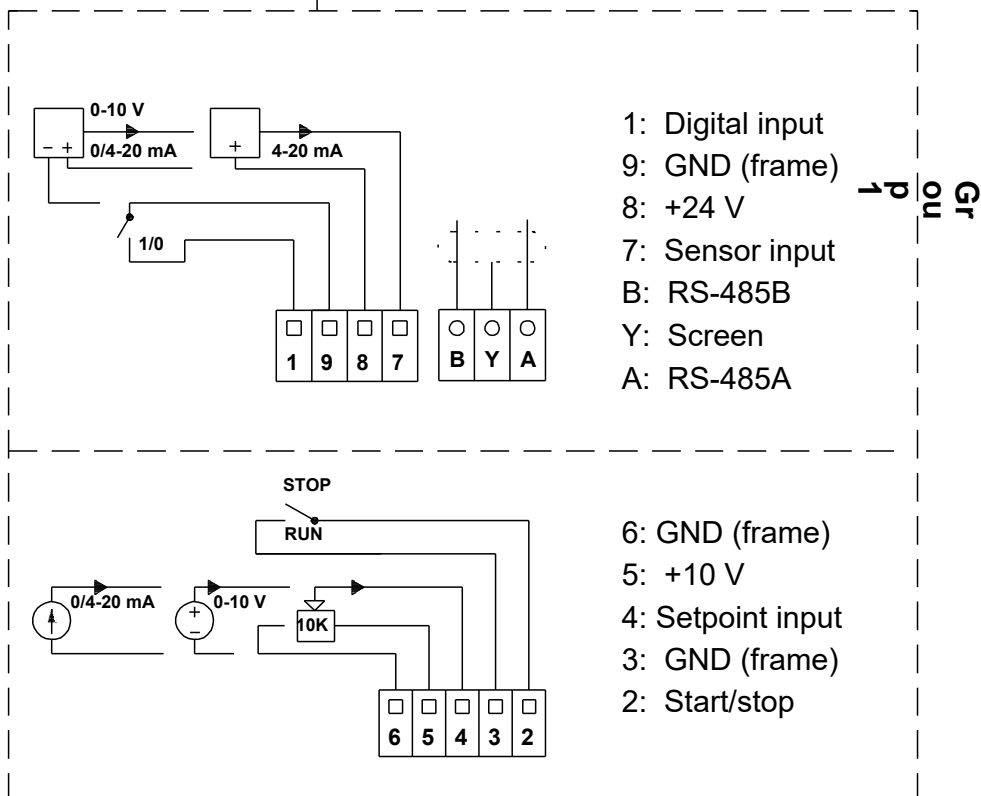 0-10 V
- +
0/4-20 mA
+
4-20 mA
1/0
1 9 8 7
B Y A
1: Digital input
9: GND (frame)
8: +24 V
7: Sensor input
B: RS-485B
Y: Screen
A: RS-485A
Gr
ou
p
1
STOP
RUN
0/4-20 mA
+
-
0-10 V
10K
6 5 4 3 2
6: GND (frame)
5: +10 V
4: Setpoint input
3: GND (frame)
2: Start/stop